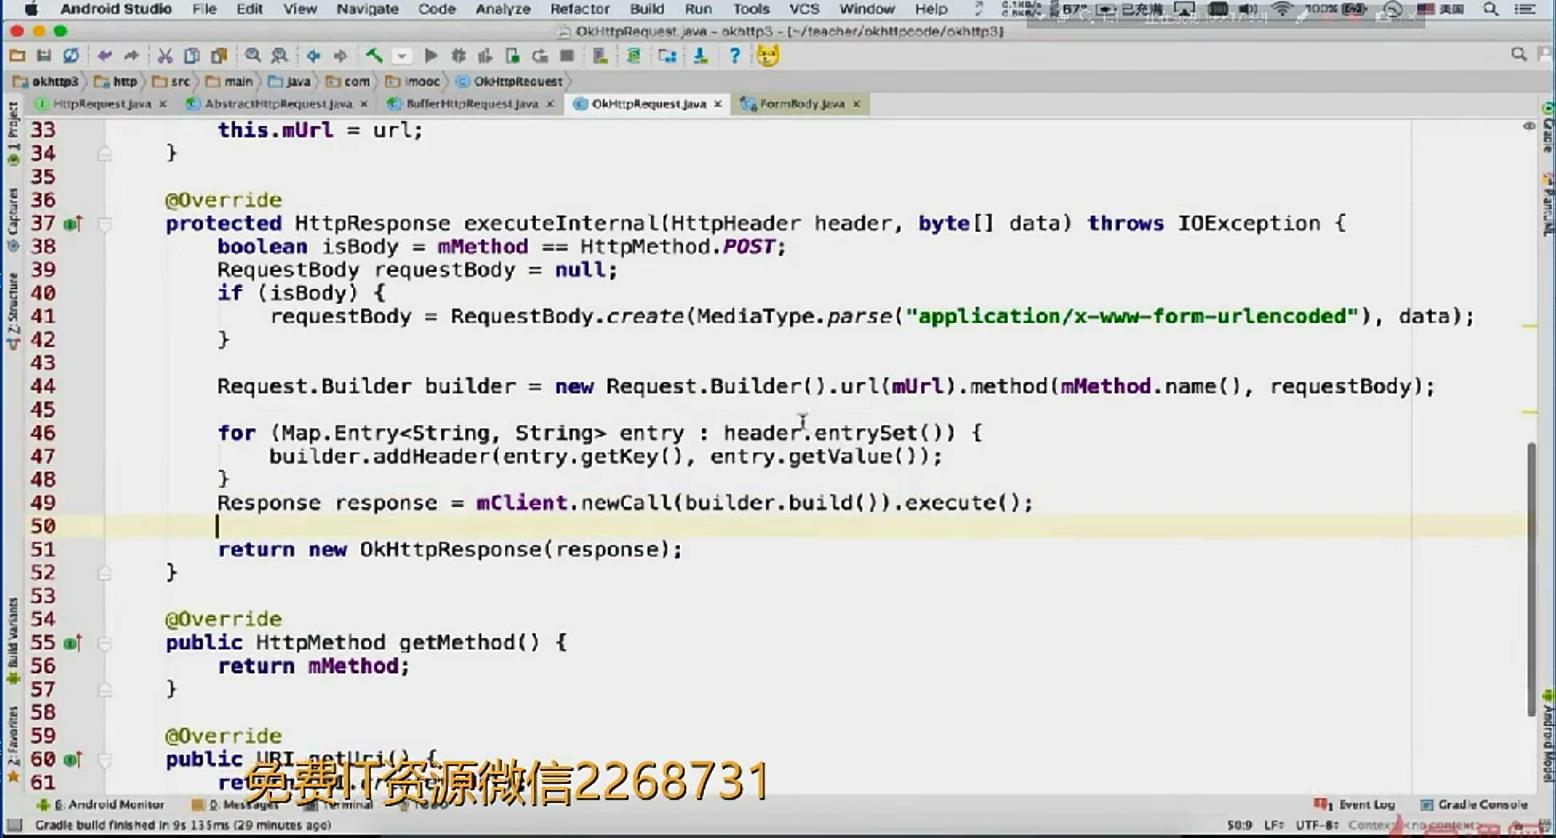 Android Studio File Edit View Navigate Code Analyze Refactor Build Run Tools VCS Window Help 67% 已充满 100% 美国
OkHttpRequest.java - okhttp3 - [~/teacher/okhttpcode/okhttp3]
okhttp3 http src main java com imooc OkHttpRequest
HttpRequest.java AbstractHttpRequest.java BufferHttpRequest.java OkHttpRequest.java FormBody.java
1: Project
Captures
Z: Structure
Build Variants
2: Favorites
33 this.mUrl = url;
34 }
35
36 @Override
37 protected HttpResponse executeInternal(HttpHeader header, byte[] data) throws IOException {
38 boolean isBody = mMethod == HttpMethod.POST;
39 RequestBody requestBody = null;
40 if (isBody) {
41 requestBody = RequestBody.create(MediaType.parse("application/x-www-form-urlencoded"), data);
42 }
43
44 Request.Builder builder = new Request.Builder().url(mUrl).method(mMethod.name(), requestBody);
45
46 for (Map.Entry<String, String> entry : header.entrySet()) {
47 builder.addHeader(entry.getKey(), entry.getValue());
48 }
49 Response response = mClient.newCall(builder.build()).execute();
50
51 return new OkHttpResponse(response);
52 }
53
54 @Override
55 public HttpMethod getMethod() {
56 return mMethod;
57 }
58
59 @Override
60 public URI getUri() {
61
免费IT资源微信2268731
Gradle
PlantUML
Android Model
6: Android Monitor 0: Messages Terminal TODO Event Log Gradle Console
Gradle build finished in 9s 135ms (29 minutes ago) 50:9 LF÷ UTF-8÷ Context: <no context>